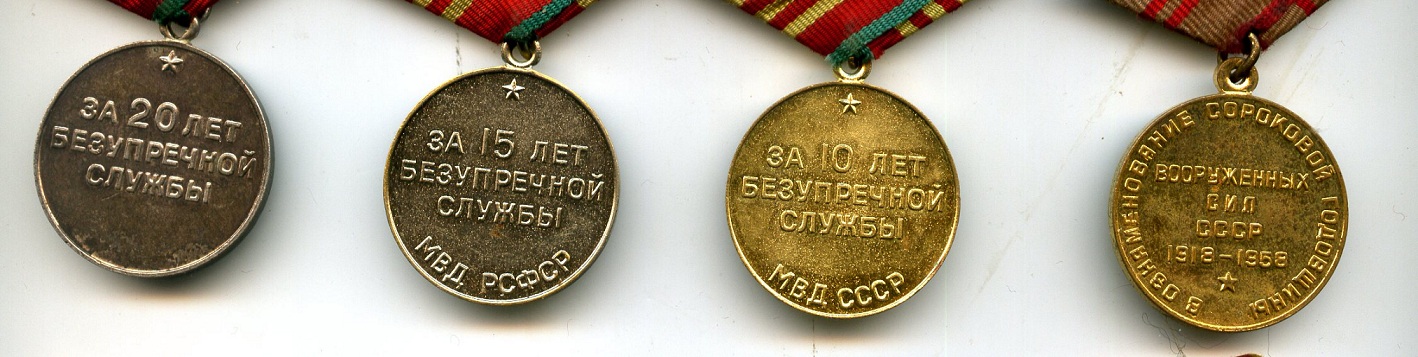 ЗА 20 ЛЕТ
БЕЗУПРЕЧНОЙ
СЛУЖБЫ
ЗА 15 ЛЕТ
БЕЗУПРЕЧНОЙ
СЛУЖБЫ
МВД РСФСР
ЗА 10 ЛЕТ
БЕЗУПРЕЧНОЙ
СЛУЖБЫ
МВД СССР
В ОЗНАМЕНОВАНИЕ СОРОКОВОЙ ГОДОВЩИНЫ
ВООРУЖЕННЫХ
СИЛ
СССР
1918-1958